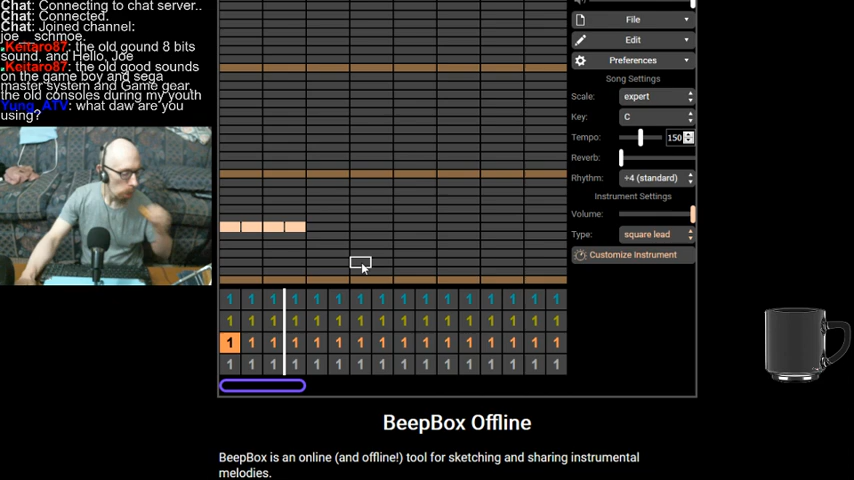 Chat: Connecting to chat server..
Chat: Connected.
Chat: Joined channel:
joe__schmoe.
Keitaro87: the old gound 8 bits
sound, and Hello, Joe
Keitaro87: the old good sounds
on the game boy and sega
master system and Game gear,
the old consoles during my youth
Yung_ATV: what daw are you
using?
File
Edit
Preferences
Song Settings
Scale: expert
Key: C
Tempo: 150
Reverb:
Rhythm: ÷4 (standard)
Instrument Settings
Volume:
Type: square lead
Customize Instrument
1 1 1 1 1 1 1 1 1 1 1 1 1 1 1 1
1 1 1 1 1 1 1 1 1 1 1 1 1 1 1 1
1 1 1 1 1 1 1 1 1 1 1 1 1 1 1 1
1 1 1 1 1 1 1 1 1 1 1 1 1 1 1 1
BeepBox Offline
BeepBox is an online (and offline!) tool for sketching and sharing instrumental
melodies.